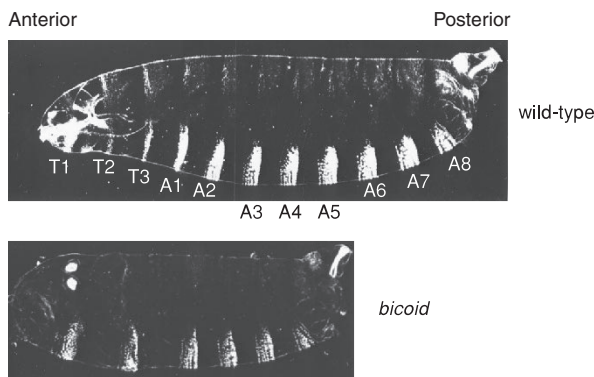 Anterior
Posterior
wild-type
T1
T2
T3
A1
A2
A3
A4
A5
A6
A7
A8
bicoid